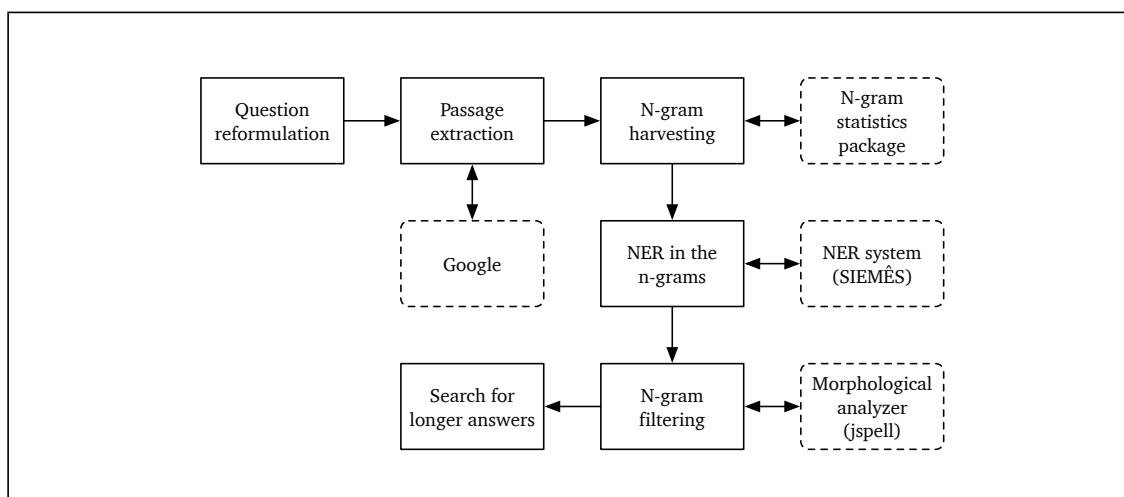 Question
reformulation
Passage
extraction
N-gram
harvesting
N-gram
statistics
package
Google
NER in the
n-grams
NER system
(SIEMÊS)
Search for
longer answers
N-gram
filtering
Morphological
analyzer
(jspell)